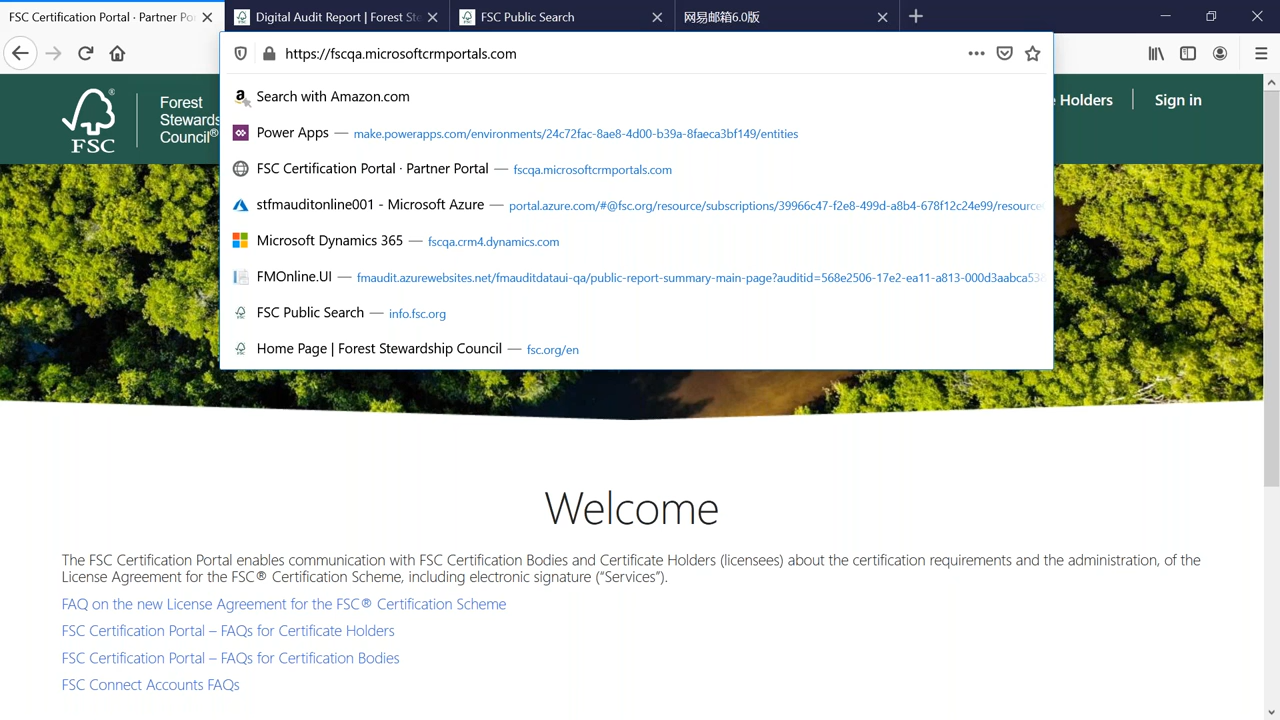 FSC Certification Portal · Partner Po
Digital Audit Report | Forest Ste
FSC Public Search
网易邮箱6.0版
https://fscqa.microsoftcrmportals.com
Search with Amazon.com
Power Apps — make.powerapps.com/environments/24c72fac-8ae8-4d00-b39a-8faeca3bf149/entities
FSC Certification Portal · Partner Portal — fscqa.microsoftcrmportals.com
stfmauditonline001 - Microsoft Azure — portal.azure.com/#@fsc.org/resource/subscriptions/39966c47-f2e8-499d-a8b4-678f12c24e99/resource
Microsoft Dynamics 365 — fscqa.crm4.dynamics.com
FMOnline.UI — fmaudit.azurewebsites.net/fmauditdataui-qa/public-report-summary-main-page?auditid=568e2506-17e2-ea11-a813-000d3aabca538
FSC Public Search — info.fsc.org
Home Page | Forest Stewardship Council — fsc.org/en
FSC®
Forest
Stewards
Council®
e Holders
Sign in
Welcome
The FSC Certification Portal enables communication with FSC Certification Bodies and Certificate Holders (licensees) about the certification requirements and the administration, of the
License Agreement for the FSC® Certification Scheme, including electronic signature (“Services”).
FAQ on the new License Agreement for the FSC® Certification Scheme
FSC Certification Portal – FAQs for Certificate Holders
FSC Certification Portal – FAQs for Certification Bodies
FSC Connect Accounts FAQs